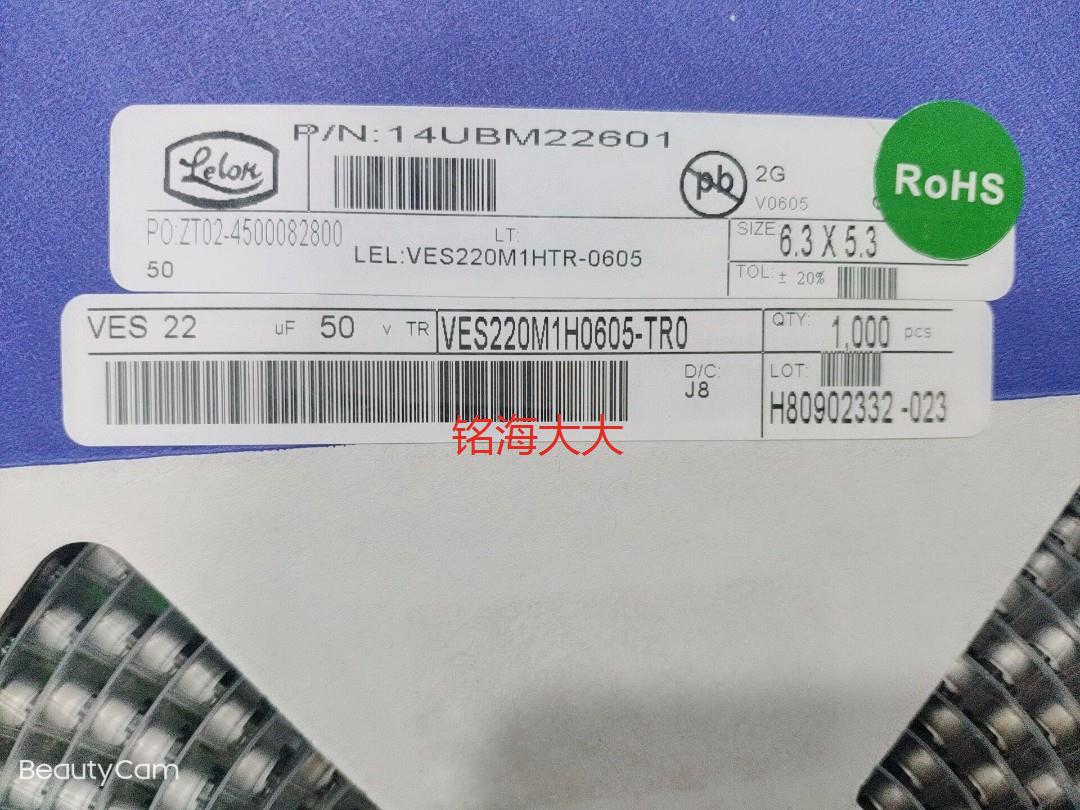 P/N:14UBM22601
Lelon
pb
2G
V0605
RoHS
PO:ZT02-4500082800
LT:
LEL:VES220M1HTR-0605
50
SIZE 6.3 X 5.3
TOL: ± 20%
VES 22 uF 50 V TR
VES220M1H0605-TR0
QTY: 1,000 pcs
D/C:
J8
LOT:
H80902332 -023
铭海大大
BeautyCam